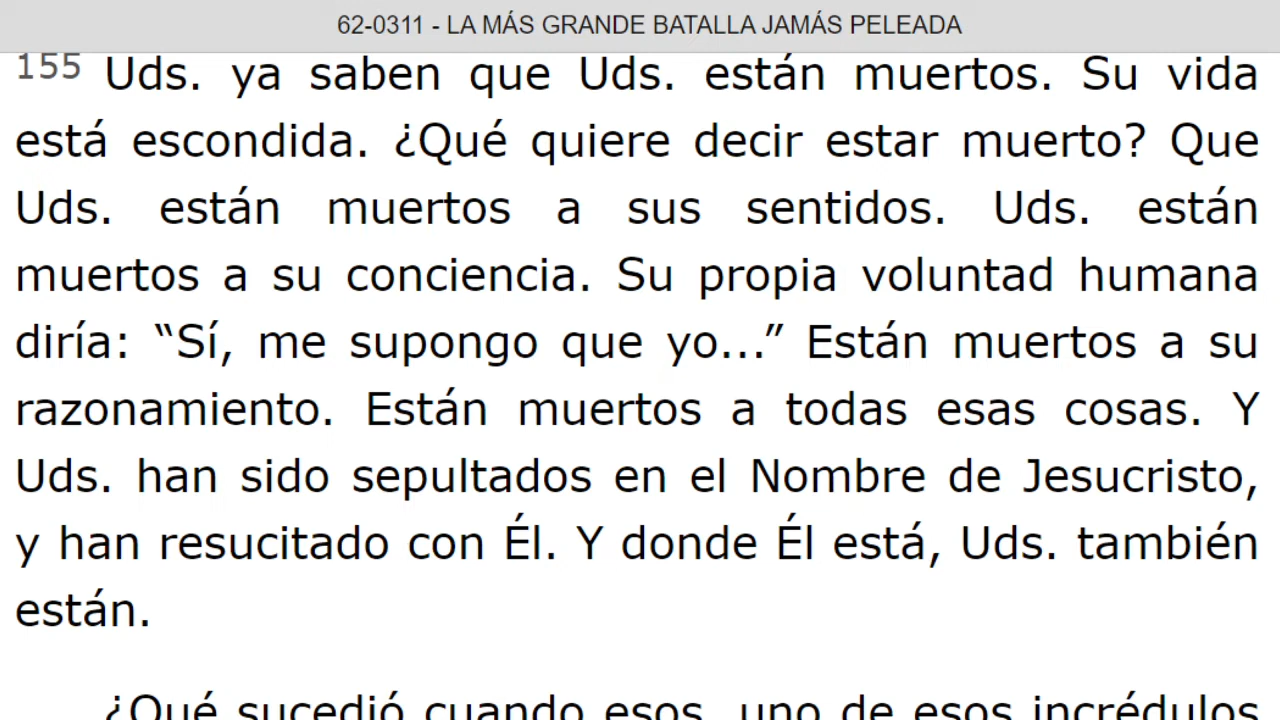 62-0311 - LA MÁS GRANDE BATALLA JAMÁS PELEADA
155 Uds. ya saben que Uds. están muertos. Su vida
está escondida. ¿Qué quiere decir estar muerto? Que
Uds. están muertos a sus sentidos. Uds. están
muertos a su conciencia. Su propia voluntad humana
diría: “Sí, me supongo que yo...” Están muertos a su
razonamiento. Están muertos a todas esas cosas. Y
Uds. han sido sepultados en el Nombre de Jesucristo,
y han resucitado con Él. Y donde Él está, Uds. también
están.
¿Qué sucedió cuando esos, uno de esos incrédulos